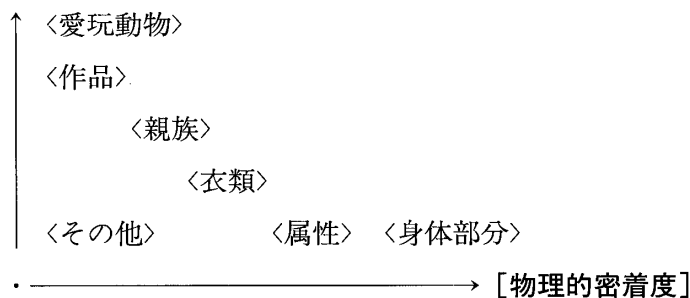 〈愛玩動物〉
〈作品〉
〈親族〉
〈衣類〉
〈その他〉 〈属性〉 〈身体部分〉
[物理的密着度]